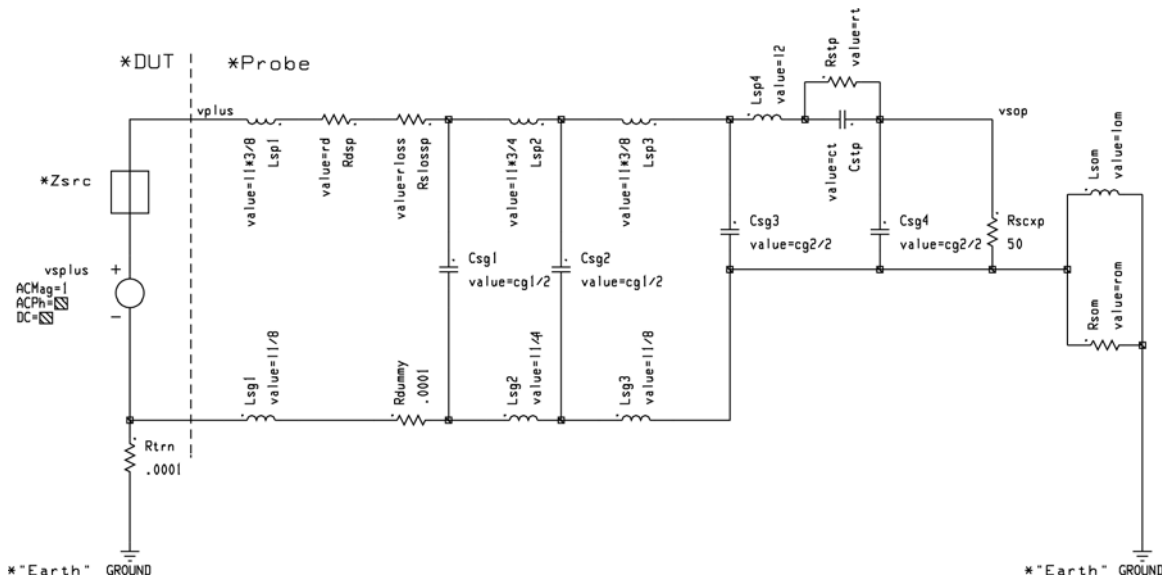 *DUT
*Probe
vplus
*Zsrc
vsplus
+
ACMag=1
ACPh=
DC=
−
Rtrn
.0001
*"Earth" GROUND
value=l1*3/8
Lsp1
value=rd
Rdsp
value=rloss
Rslossp
value=l1*3/4
Lsp2
value=l1*3/8
Lsp3
Lsp4
value=l2
Rstp
value=rt
value=ct
Cstp
vsop
Csg1
value=cg1/2
Csg2
value=cg1/2
Csg3
value=cg2/2
Csg4
value=cg2/2
Rscxp
50
Lsom
value=lom
Rsom
value=rom
Lsg1
value=l1/8
Rdummy
.0001
Lsg2
value=l1/4
Lsg3
value=l1/8
*"Earth" GROUND